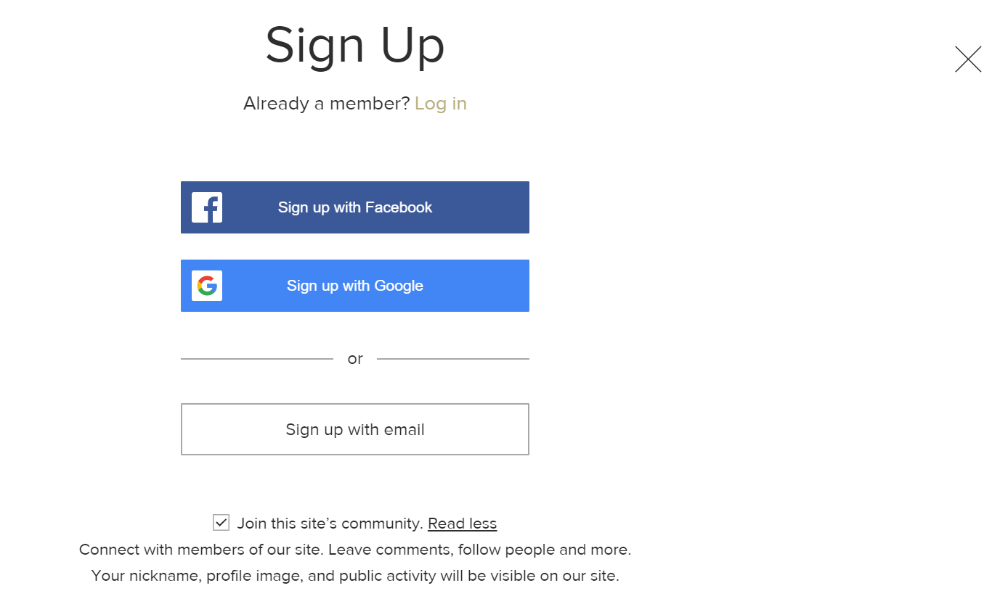 Sign Up
Already a member? Log in
Sign up with Facebook
Sign up with Google
or
Sign up with email
Join this site's community. Read less
Connect with members of our site. Leave comments, follow people and more.
Your nickname, profile image, and public activity will be visible on our site.